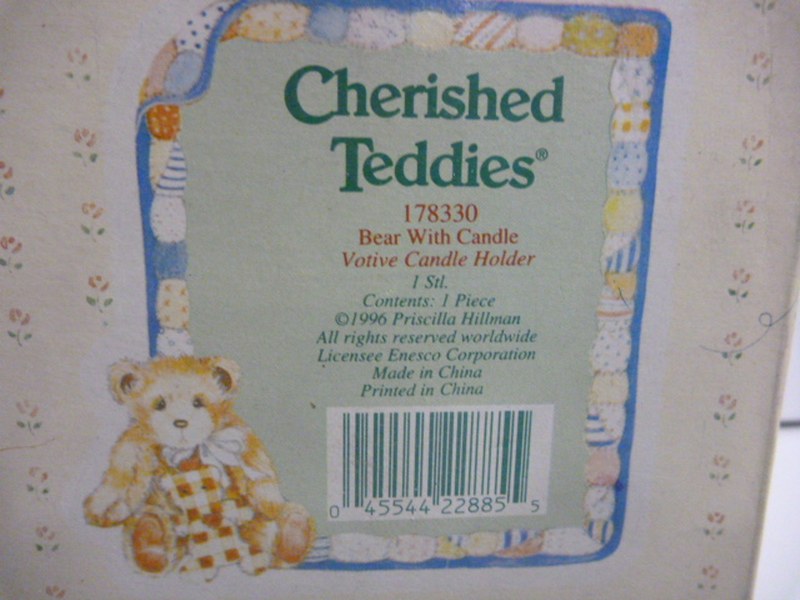 Cherished
Teddies®
178330
Bear With Candle
Votive Candle Holder
1 Stl.
Contents: 1 Piece
©1996 Priscilla Hillman
All rights reserved worldwide
Licensee Enesco Corporation
Made in China
Printed in China
0 45544 22885 5